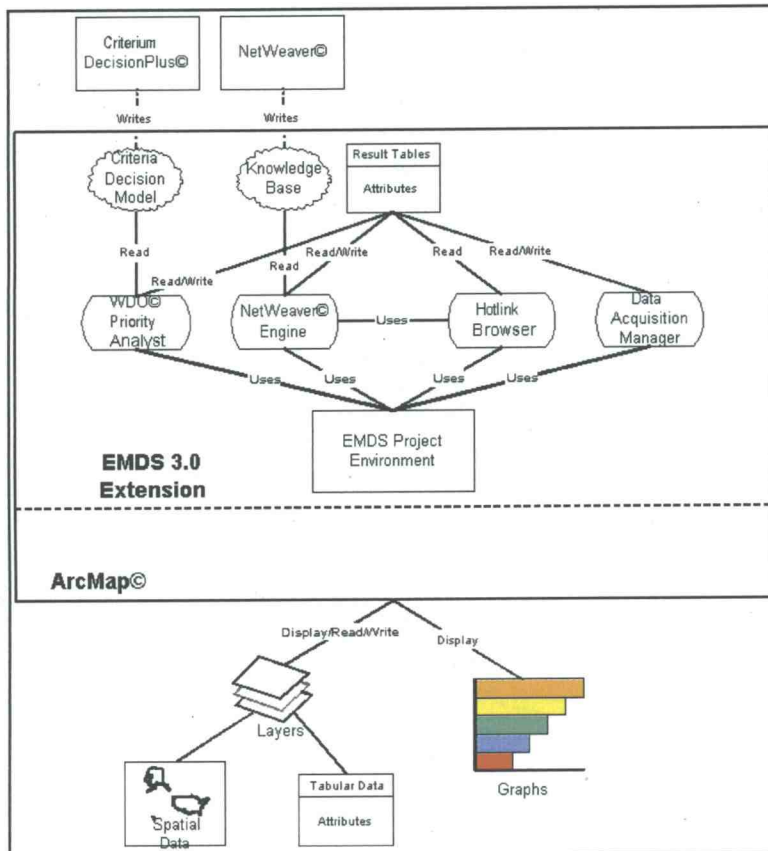 Criterium
DecisionPlus©
NetWeaver©
Writes
Writes
Criteria
Decision
Model
Knowledge
Base
Result Tables
Attributes
Read
Read
Read/Write
Read
Read/Write
Read/Write
WDO©
Priority
Analyst
NetWeaver©
Engine
Uses
Hotlink
Browser
Data
Acquisition
Manager
Uses
Uses
Uses
Uses
EMDS Project
Environment
EMDS 3.0
Extension
ArcMap©
Display/Read/Write
Display
Layers
Graphs
Spatial
Data
Tabular Data
Attributes